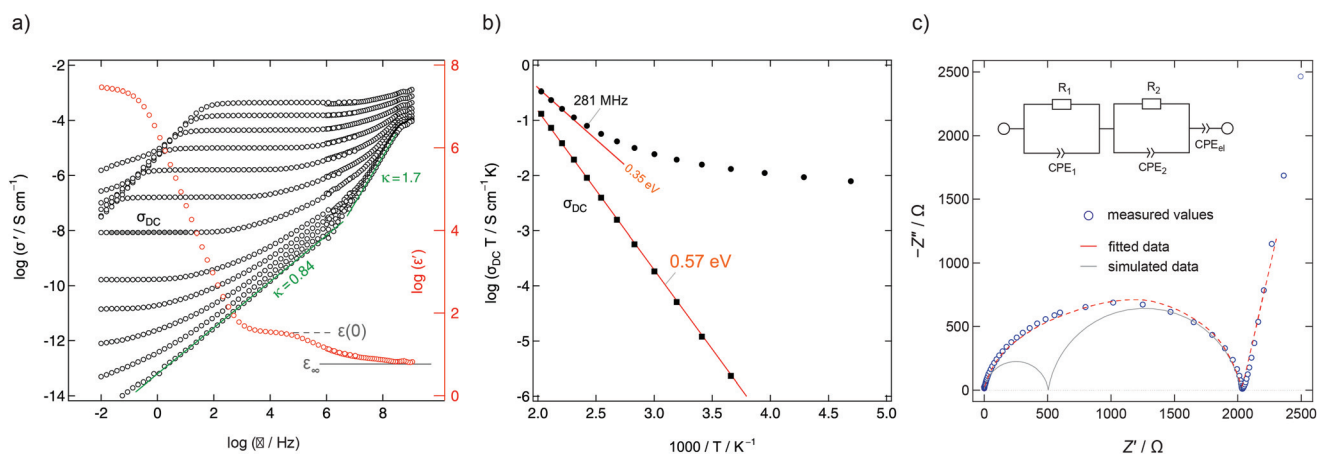 a)
b)
c)
-2
-4
-6
-8
-10
-12
-14
log (σ' / S cm⁻¹)
σDC
κ=0.84
κ=1.7
ε(0)
ε∞
8
6
4
2
0
log (ε')
-2 0 2 4 6 8
log (□ / Hz)
0
-1
-2
-3
-4
-5
-6
log (σDC T / S cm⁻¹ K)
281 MHz
0.35 eV
σDC
0.57 eV
2.0 2.5 3.0 3.5 4.0 4.5 5.0
1000 / T / K⁻¹
2500
2000
1500
1000
500
0
−Z'' / Ω
R1 R2
CPE1 CPE2 CPEel
measured values
fitted data
simulated data
0 500 1000 1500 2000 2500
Z' / Ω